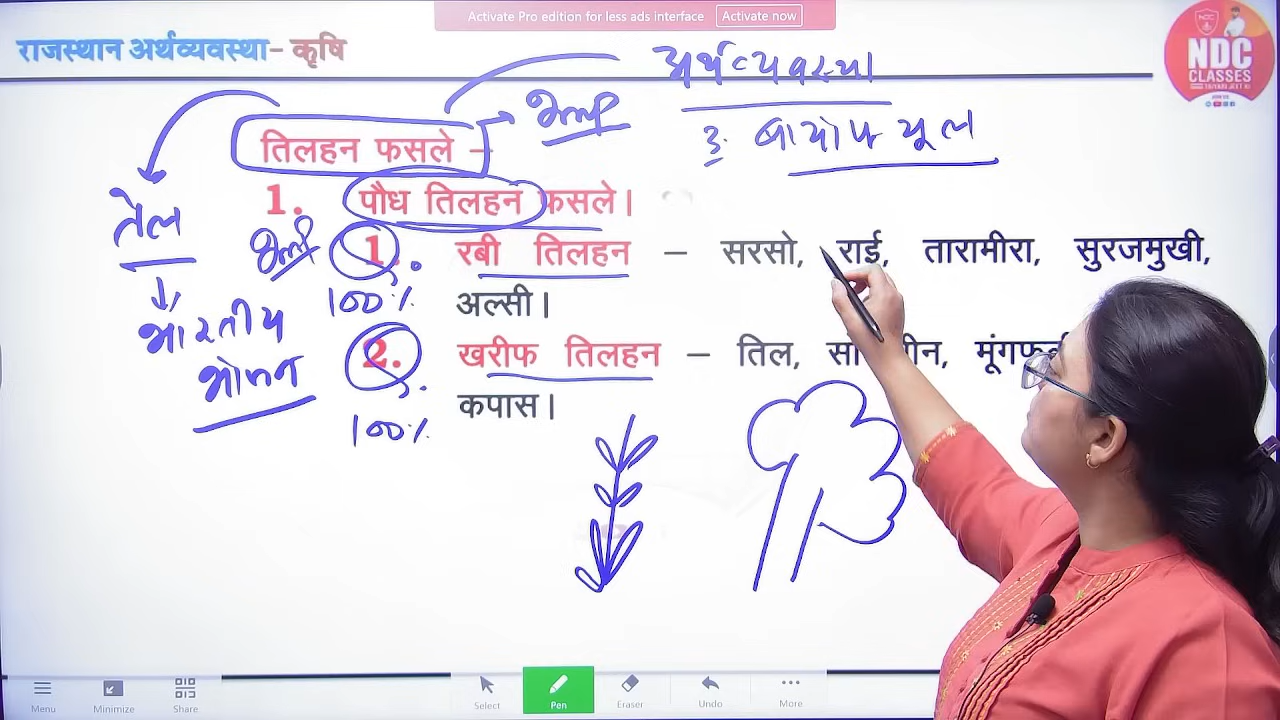 Activate Pro edition for less ads interface Activate now
राजस्थान अर्थव्यवस्था- कृषि
NDC
CLASSES
अर्थव्यवस्था
3. बायोफ्यूल
तिलहन फसले –
1. पौध तिलहन फसले।
तेल
भारतीय
भोजन
1. रबी तिलहन – सरसो, राई, तारामीरा, सुरजमुखी,
अल्सी।
100%
2. खरीफ तिलहन – तिल,
कपास।
100%
Menu Minimize Share Select Pen Eraser Undo More